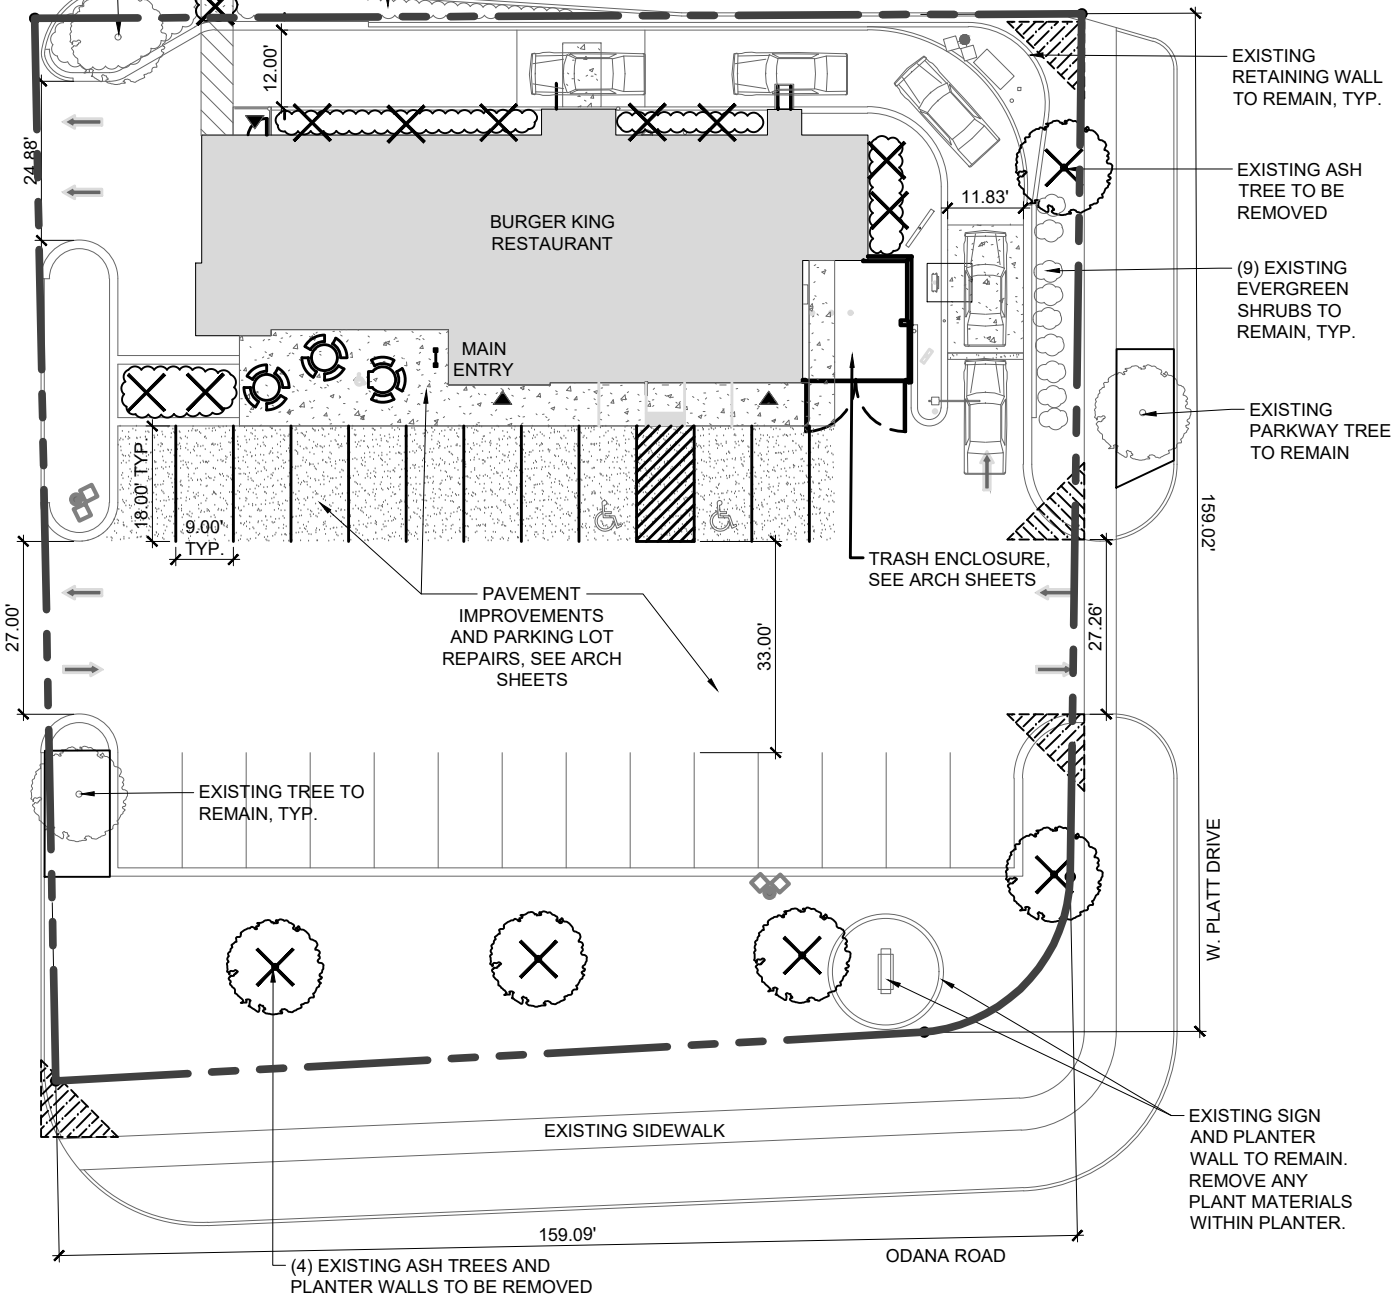 12.00'
EXISTING
RETAINING WALL
TO REMAIN, TYP.
24.88'
EXISTING ASH
TREE TO BE
REMOVED
11.83'
BURGER KING
RESTAURANT
(9) EXISTING
EVERGREEN
SHRUBS TO
REMAIN, TYP.
MAIN
ENTRY
EXISTING
PARKWAY TREE
TO REMAIN
18.00' TYP.
9.00'
TYP.
159.02'
TRASH ENCLOSURE,
SEE ARCH SHEETS
PAVEMENT
IMPROVEMENTS
AND PARKING LOT
REPAIRS, SEE ARCH
SHEETS
27.00'
33.00'
27.26'
EXISTING TREE TO
REMAIN, TYP.
W. PLATT DRIVE
EXISTING SIDEWALK
EXISTING SIGN
AND PLANTER
WALL TO REMAIN.
REMOVE ANY
PLANT MATERIALS
WITHIN PLANTER.
159.09'
ODANA ROAD
(4) EXISTING ASH TREES AND
PLANTER WALLS TO BE REMOVED